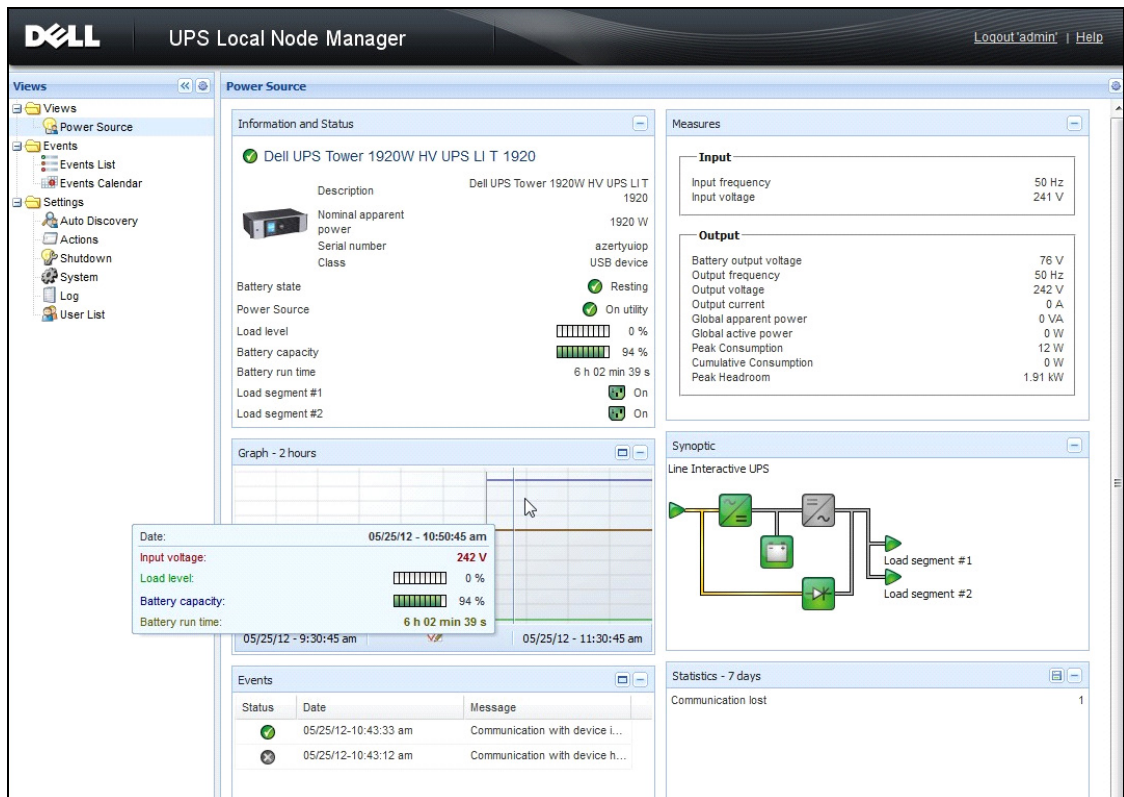 DELL UPS Local Node Manager Logout 'admin' | Help
Views
Views
Power Source
Events
Events List
Events Calendar
Settings
Auto Discovery
Actions
Shutdown
System
Log
User List
Power Source
Information and Status
Dell UPS Tower 1920W HV UPS LI T 1920
Description Dell UPS Tower 1920W HV UPS LI T 1920
Nominal apparent power 1920 W
Serial number azertyuiop
Class USB device
Battery state Resting
Power Source On utility
Load level 0 %
Battery capacity 94 %
Battery run time 6 h 02 min 39 s
Load segment #1 On
Load segment #2 On
Measures
Input
Input frequency 50 Hz
Input voltage 241 V
Output
Battery output voltage 76 V
Output frequency 50 Hz
Output voltage 242 V
Output current 0 A
Global apparent power 0 VA
Global active power 0 W
Peak Consumption 12 W
Cumulative Consumption 0 W
Peak Headroom 1.91 kW
Graph - 2 hours
Date: 05/25/12 - 10:50:45 am
Input voltage: 242 V
Load level: 0 %
Battery capacity: 94 %
Battery run time: 6 h 02 min 39 s
05/25/12 - 9:30:45 am 05/25/12 - 11:30:45 am
Synoptic
Line Interactive UPS
Load segment #1
Load segment #2
Events
Status Date Message
05/25/12-10:43:33 am Communication with device i...
05/25/12-10:43:12 am Communication with device h...
Statistics - 7 days
Communication lost 1